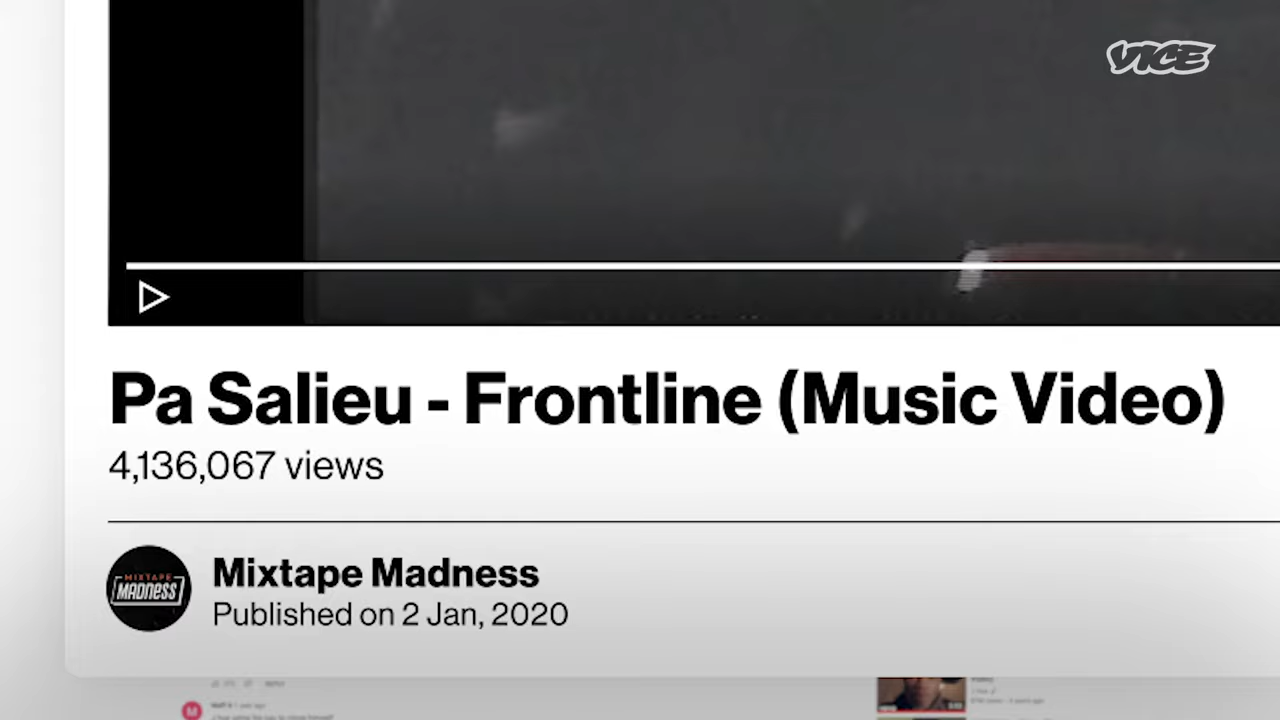 VICE
Pa Salieu - Frontline (Music Video)
4,136,067 views
MIXTAPE
MADNESS
Mixtape Madness
Published on 2 Jan, 2020